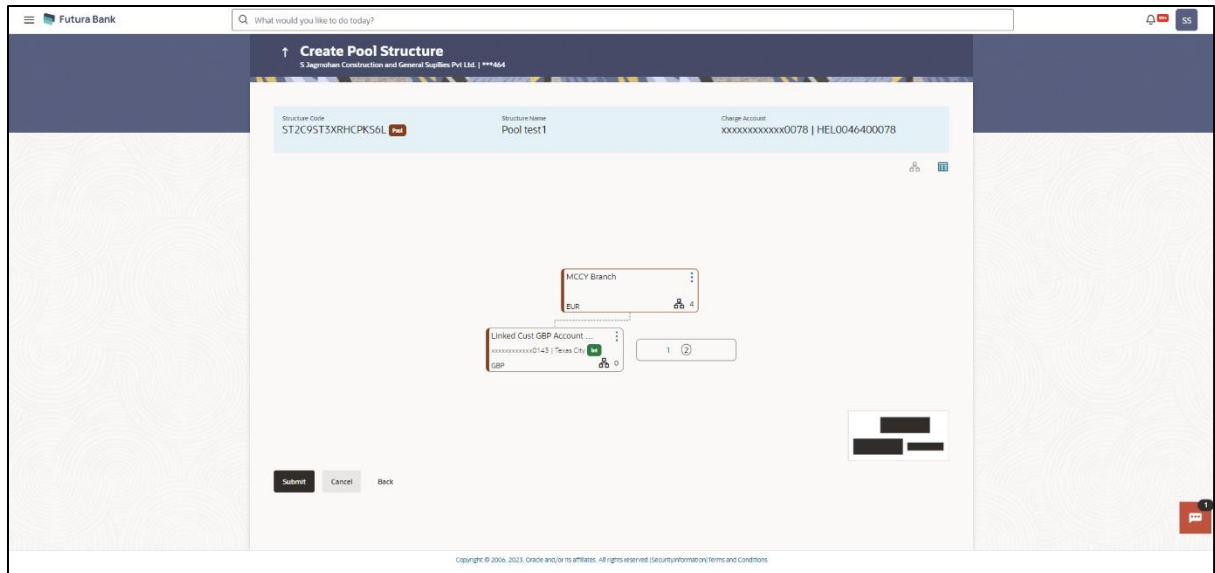 Futura Bank
What would you like to do today?
SS
Create Pool Structure
S Jagmohan Construction and General Supllies Pvt Ltd. | ***464
Structure Code
Structure Name
Charge Account
ST2C9ST3XRHCPKS6L Pool
Pool test1
xxxxxxxxxxxx0078 | HEL0046400078
MCCY Branch
EUR
4
Linked Cust GBP Account ...
xxxxxxxxxxxx0143 | Texas City Int
GBP
0
1 2
Submit
Cancel
Back
1
Copyright © 2006, 2023, Oracle and/or its affiliates. All rights reserved.|SecurityInformation|Terms and Conditions